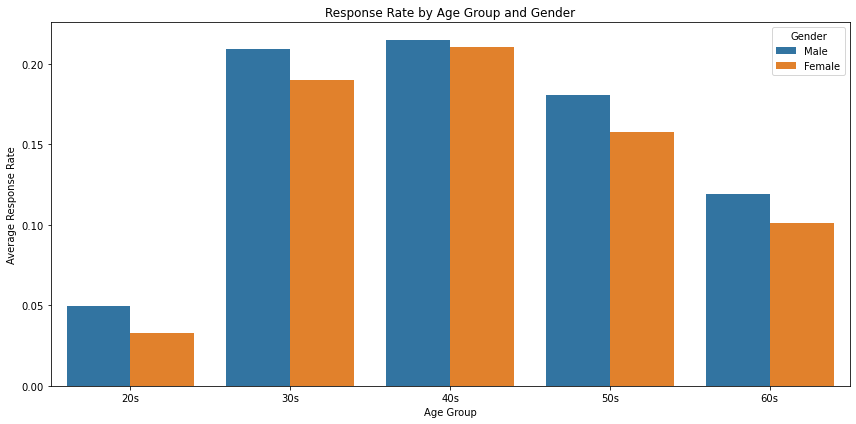 Response Rate by Age Group and Gender
Gender
Male
Female
Average Response Rate
0.20
0.15
0.10
0.05
0.00
20s 30s 40s 50s 60s
Age Group